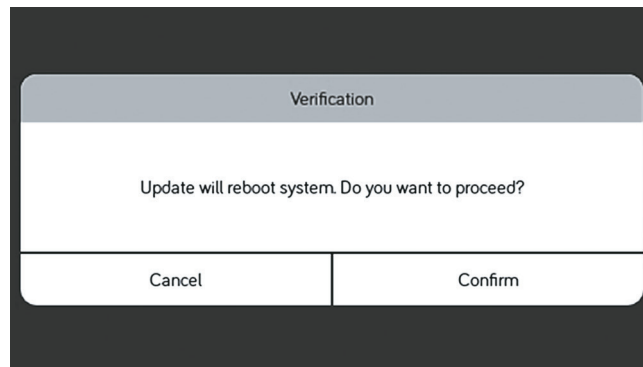 Verification
Update will reboot system. Do you want to proceed?
Cancel
Confirm